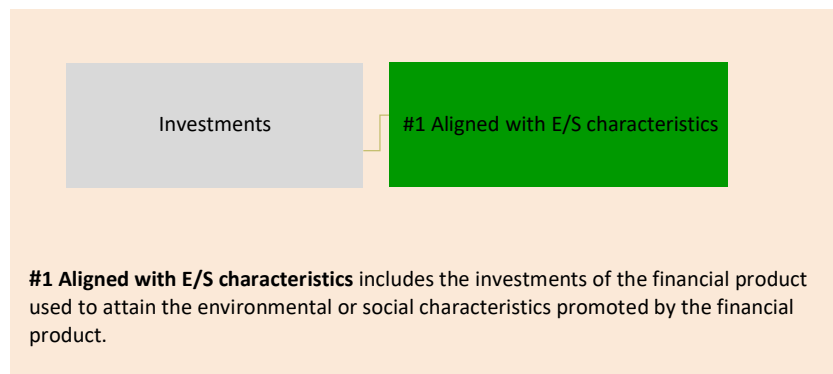 Investments
#1 Aligned with E/S characteristics
#1 Aligned with E/S characteristics includes the investments of the financial product
used to attain the environmental or social characteristics promoted by the financial
product.